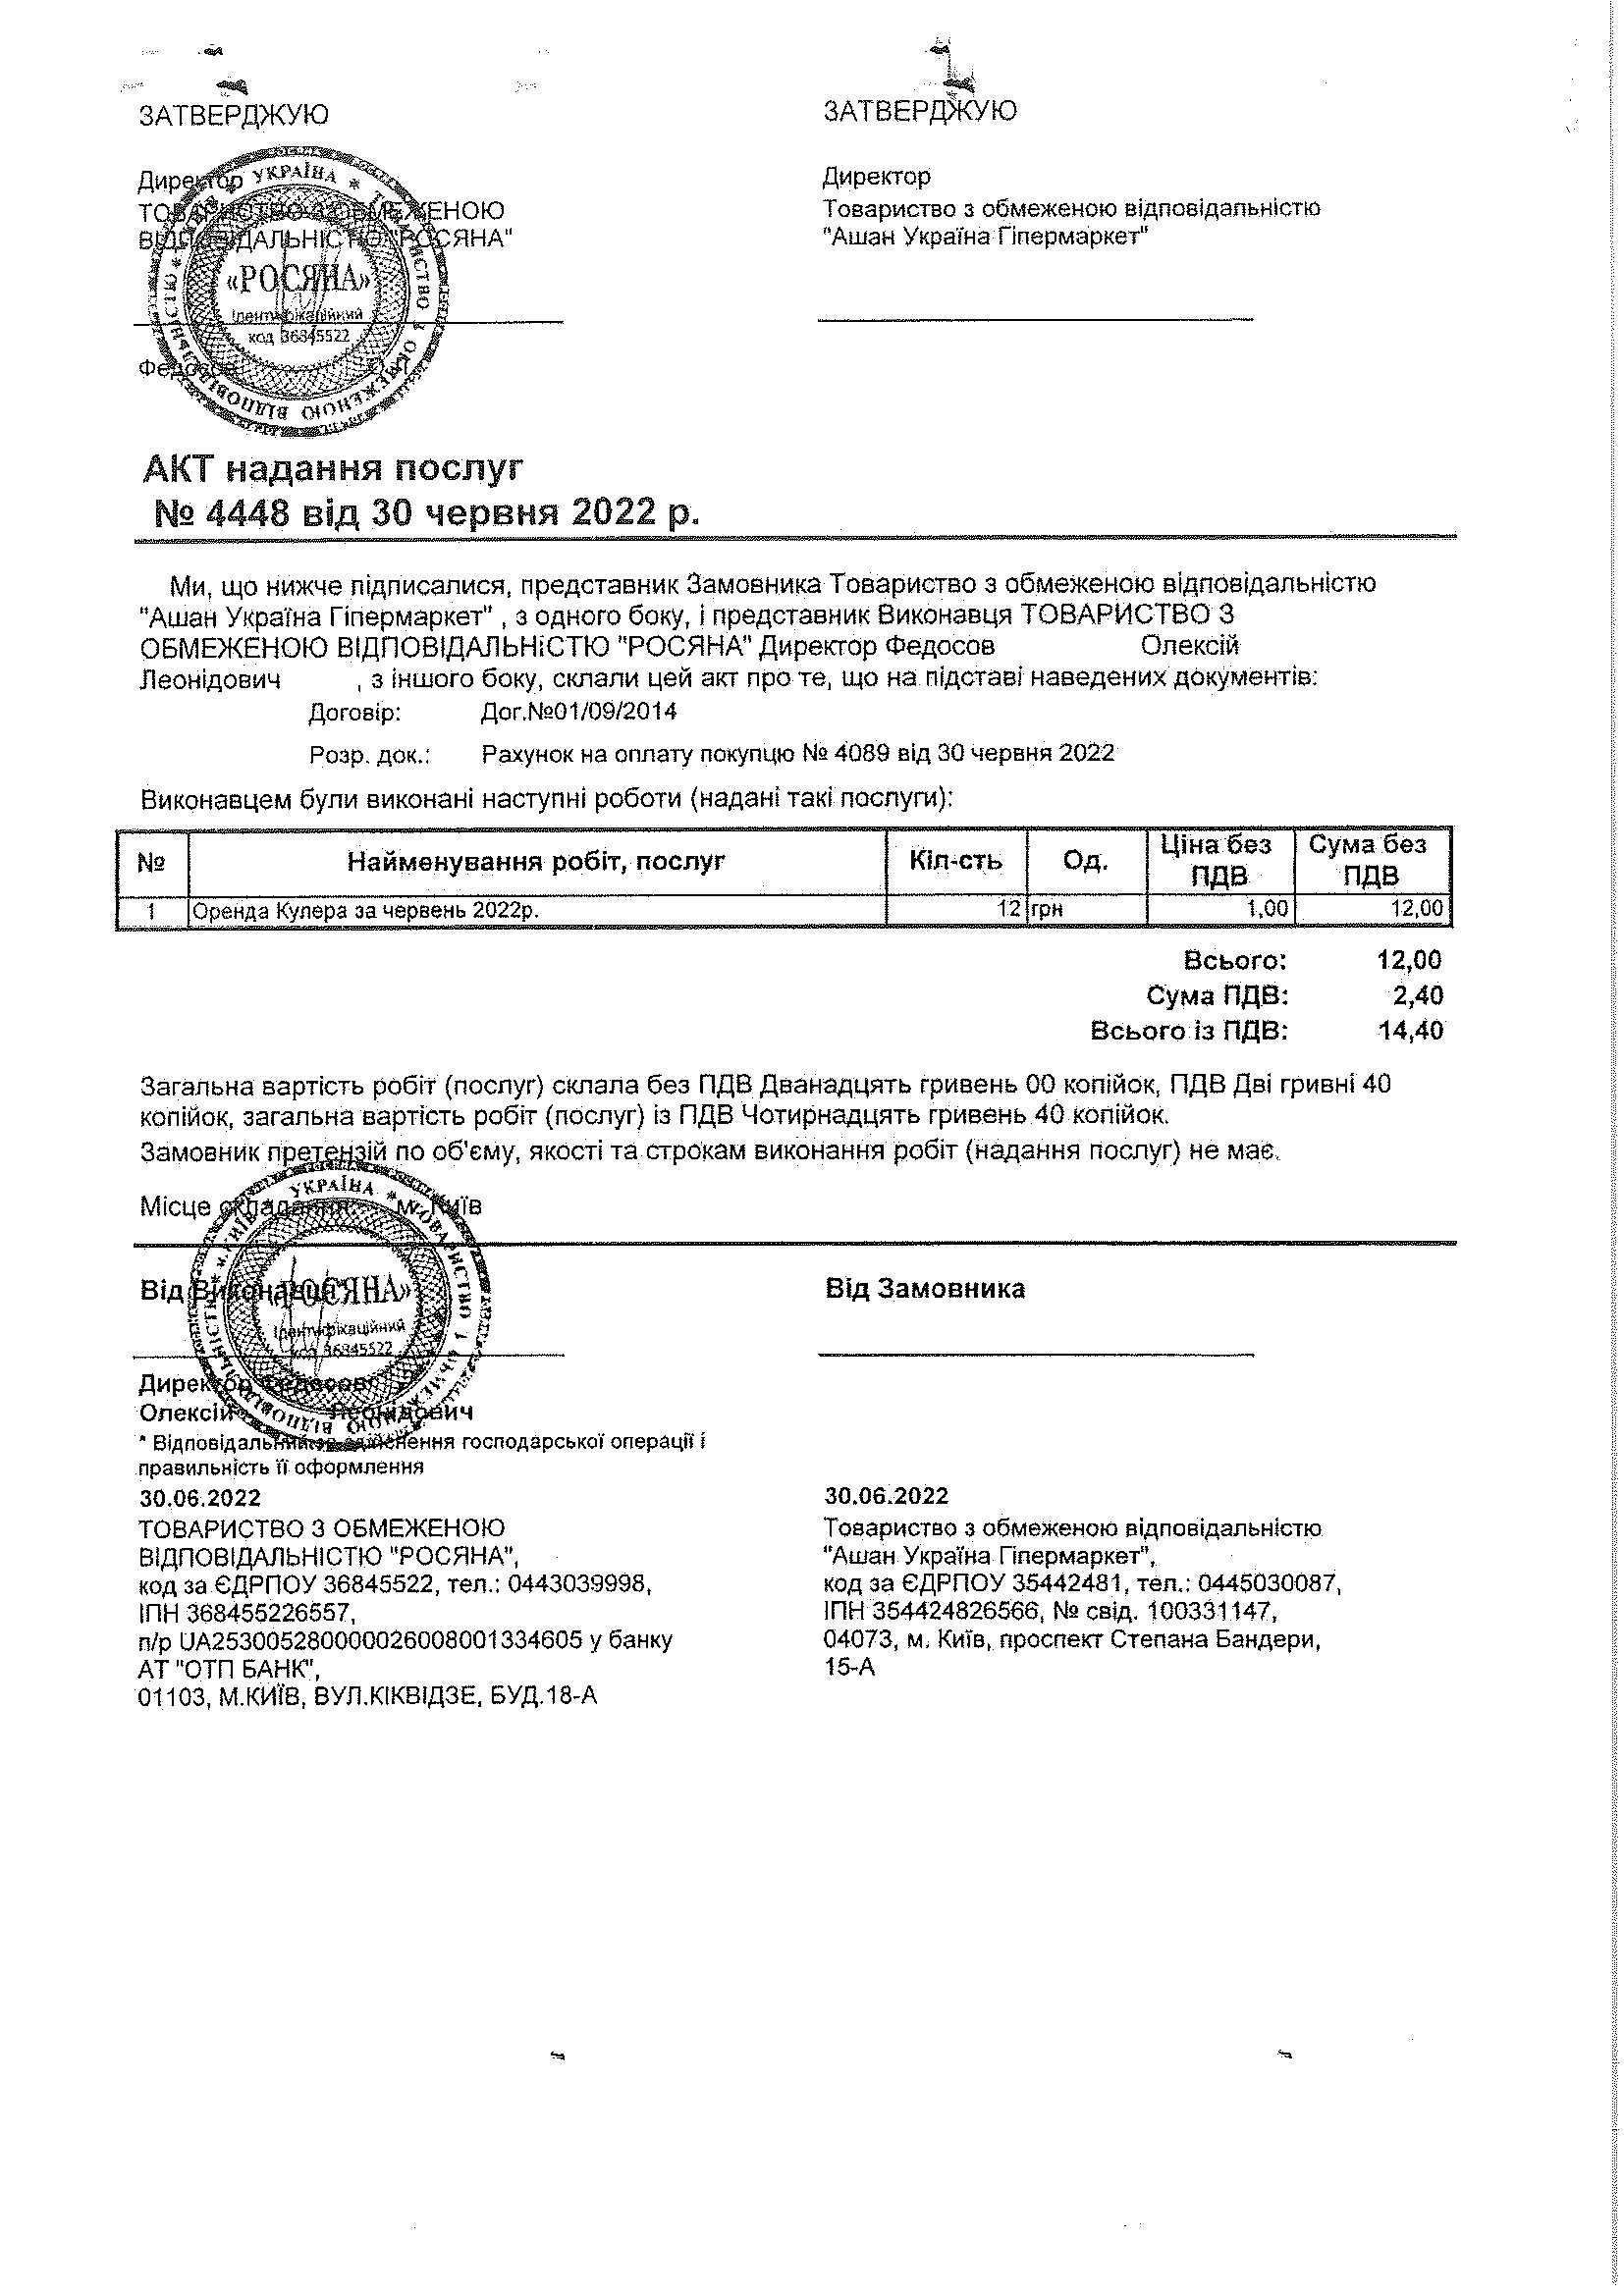 ЗАТВЕРДЖУЮ
Директор
ТОВАРИСТВО З ОБМЕЖЕНОЮ
ВІДПОВІДАЛЬНІСТЮ "РОСЯНА"
УКРАЇНА * ТОВАРИСТВО З ОБМЕЖЕНОЮ ВІДПОВІДАЛЬНІСТЮ *
«РОСЯНА»
Ідентифікаційний
код 36845522
Федосов
ЗАТВЕРДЖУЮ
Директор
Товариство з обмеженою відповідальністю
"Ашан Україна Гіпермаркет"
АКТ надання послуг
№ 4448 від 30 червня 2022 р.
Ми, що нижче підписалися, представник Замовника Товариство з обмеженою відповідальністю
"Ашан Україна Гіпермаркет" , з одного боку, і представник Виконавця ТОВАРИСТВО З
ОБМЕЖЕНОЮ ВІДПОВІДАЛЬНІСТЮ "РОСЯНА" Директор Федосов Олексій
Леонідович , з іншого боку, склали цей акт про те, що на підставі наведених документів:
Договір: Дог.№01/09/2014
Розр. док.: Рахунок на оплату покупцю № 4089 від 30 червня 2022
Виконавцем були виконані наступні роботи (надані такі послуги):
№ Найменування робіт, послуг Кіл-сть Од. Ціна без ПДВ Сума без ПДВ
1 Оренда Кулера за червень 2022р. 12 грн 1,00 12,00
Всього: 12,00
Сума ПДВ: 2,40
Всього із ПДВ: 14,40
Загальна вартість робіт (послуг) склала без ПДВ Дванадцять гривень 00 копійок, ПДВ Дві гривні 40
копійок, загальна вартість робіт (послуг) із ПДВ Чотирнадцять гривень 40 копійок.
Замовник претензій по об'єму, якості та строкам виконання робіт (надання послуг) не має.
Місце складання: м. Київ
УКРАЇНА * ТОВАРИСТВО З ОБМЕЖЕНОЮ ВІДПОВІДАЛЬНІСТЮ * м.КИЇВ *
«РОСЯНА»
Ідентифікаційний
код 36845522
Від Виконавця*
Директор Федосов
Олексій Леонідович
* Відповідальний за здійснення господарської операції і
правильність її оформлення
30.06.2022
ТОВАРИСТВО З ОБМЕЖЕНОЮ
ВІДПОВІДАЛЬНІСТЮ "РОСЯНА",
код за ЄДРПОУ 36845522, тел.: 0443039998,
ІПН 368455226557,
п/р UA253005280000026008001334605 у банку
АТ "ОТП БАНК",
01103, М.КИЇВ, ВУЛ.КІКВІДЗЕ, БУД.18-А
Від Замовника
30.06.2022
Товариство з обмеженою відповідальністю
"Ашан Україна Гіпермаркет",
код за ЄДРПОУ 35442481, тел.: 0445030087,
ІПН 354424826566, № свід. 100331147,
04073, м. Київ, проспект Степана Бандери,
15-А